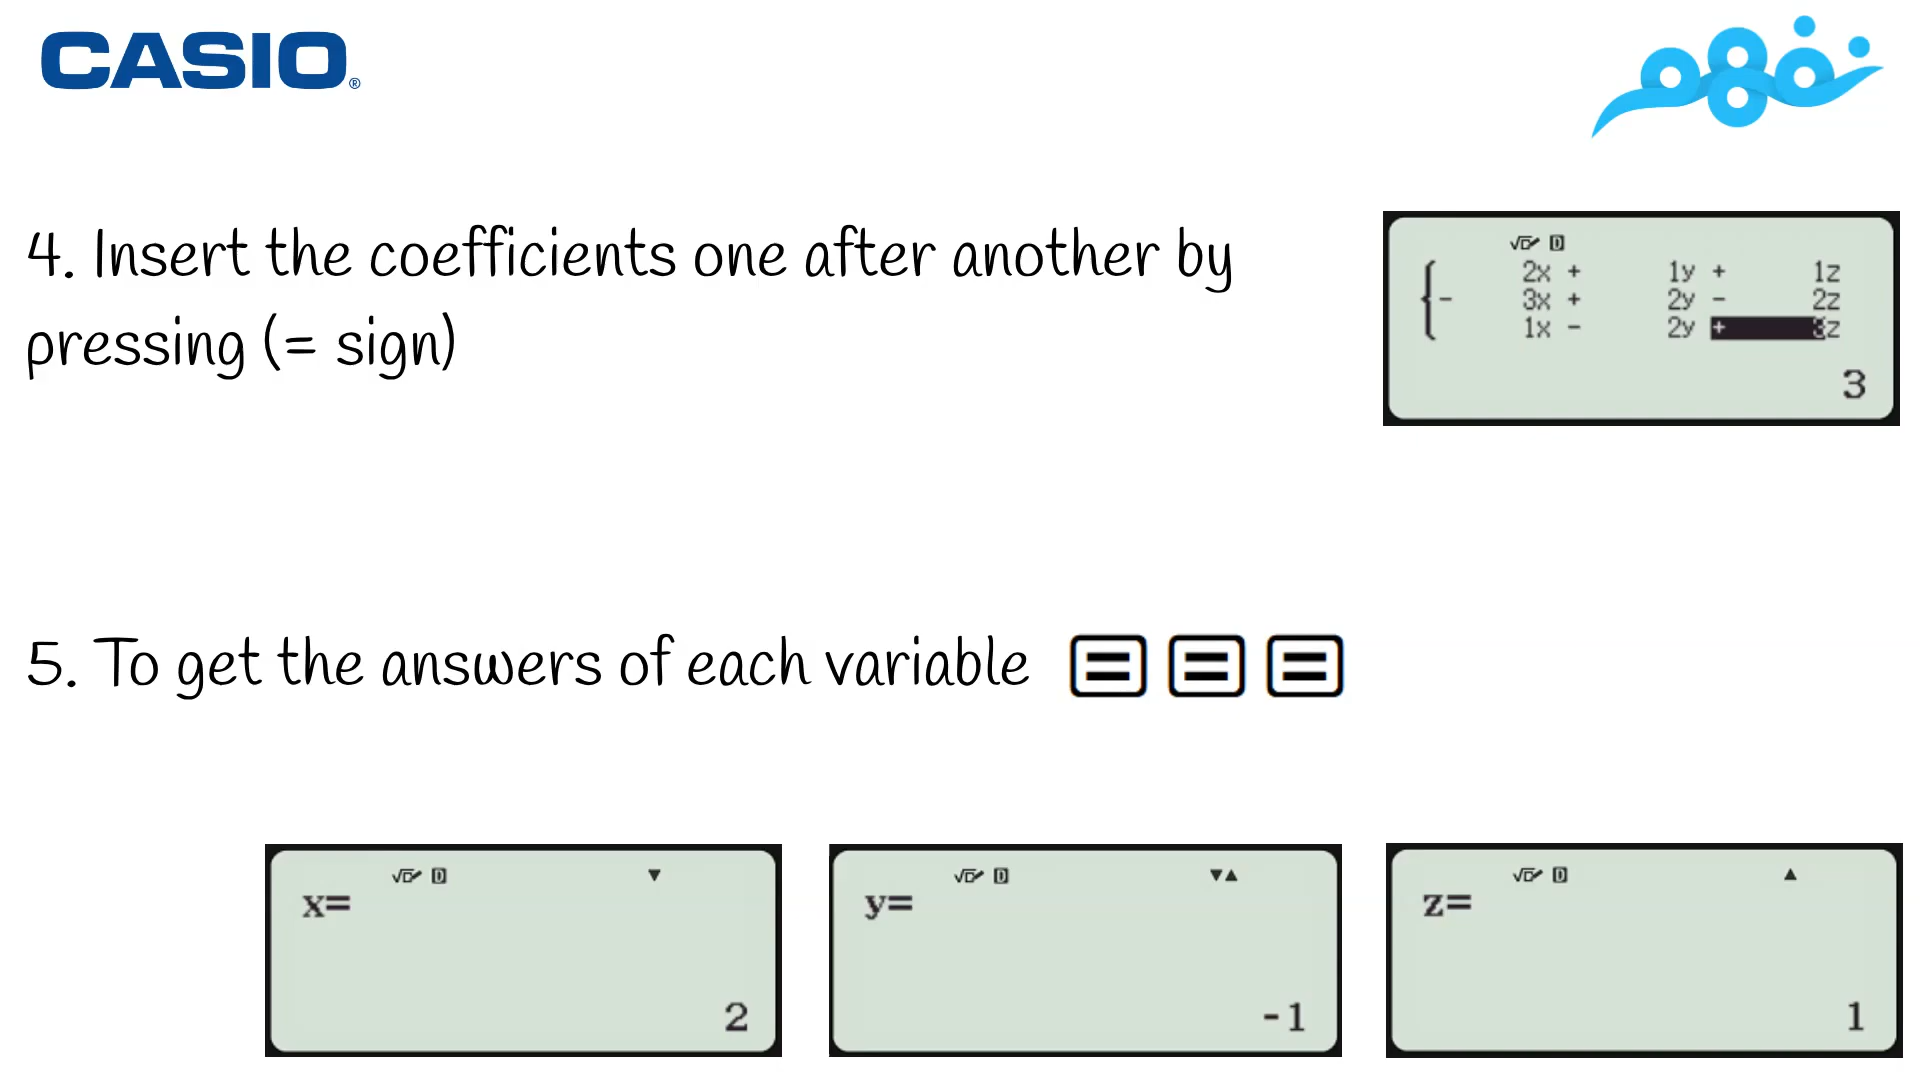 CASIO®
نفهم
4. Insert the coefficients one after another by
pressing (= sign)
2x + 1y + 1z
- 3x + 2y - 2z
1x - 2y + 3z
3
5. To get the answers of each variable = = =
x=
2
y=
-1
z=
1